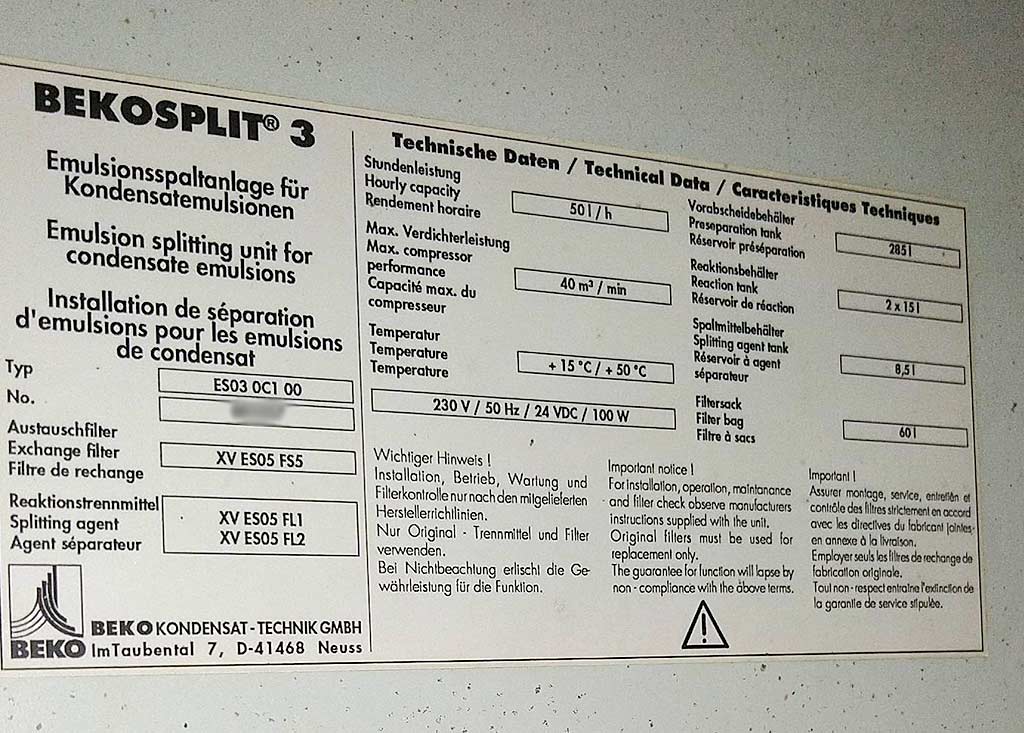 BEKOSPLIT® 3
Emulsionsspaltanlage für
Kondensatemulsionen
Emulsion splitting unit for
condensate emulsions
Installation de séparation
d'emulsions pour les emulsions
de condensat
Typ
ES03 0C1 00
No.
Austauschfilter
Exchange filter
Filtre de rechange
XV ES05 FS5
Reaktionstrennmittel
Splitting agent
Agent séparateur
XV ES05 FL1
XV ES05 FL2
BEKO
BEKO KONDENSAT-TECHNIK GMBH
Im Taubental 7, D-41468 Neuss
Technische Daten / Technical Data / Caracteristiques Techniques
Stundenleistung
Hourly capacity
Rendement horaire
50 l / h
Max. Verdichterleistung
Max. compressor
performance
Capacité max. du
compresseur
40 m³ / min
Temperatur
Temperature
Temperature
+ 15 °C / + 50 °C
230 V / 50 Hz / 24 VDC / 100 W
Vorabscheidebehälter
Preseparation tank
Réservoir préséparation
285 l
Reaktionsbehälter
Reaction tank
Réservoir de réaction
2 x 15 l
Spaltmittelbehälter
Splitting agent tank
Réservoir à agent
séparateur
8,5 l
Filtersack
Filter bag
Filtre à sacs
60 l
Wichtiger Hinweis !
Installation, Betrieb, Wartung und
Filterkontrolle nur nach den mitgelieferten
Herstellerrichtlinien.
Nur Original - Trennmittel und Filter
verwenden.
Bei Nichtbeachtung erlischt die Ge-
währleistung für die Funktion.
Important notice !
For installation, operation, maintenance
and filter check observe manufacturers
instructions supplied with the unit.
Original filters must be used for
replacement only.
The guarantee for function will lapse by
non - compliance with the above terms.
Important !
Assurer montage, service, entretién et
contrôle des filtres strictement en accord
avec les directives du fabricant jointes
en annexe à la livraison.
Employer seuls les filtres de rechange de
fabrication originale.
Tout non - respect entraîne l'extinction de
la garantie de service stipulée.